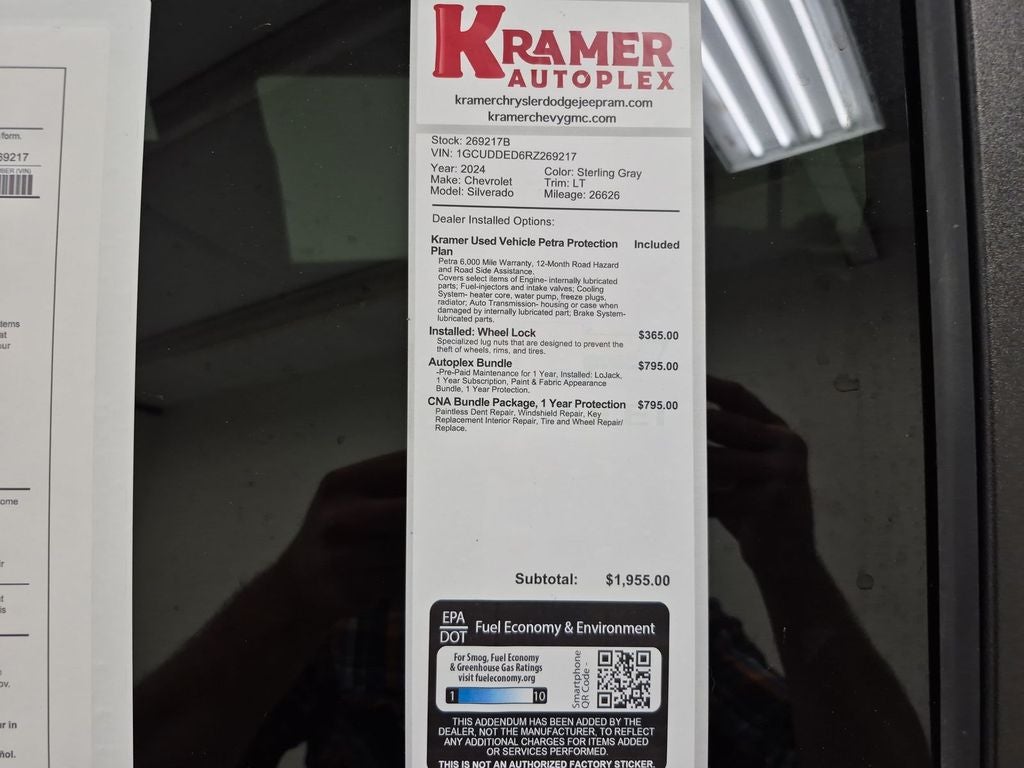 KRAMER
AUTOPLEX
kramerchryslerdodgejeepram.com
kramerchevygmc.com
Stock: 269217B
VIN: 1GCUDDED6RZ269217
Year: 2024
Make: Chevrolet
Model: Silverado
Color: Sterling Gray
Trim: LT
Mileage: 26626
Dealer Installed Options:
Kramer Used Vehicle Petra Protection Included
Plan
Petra 6,000 Mile Warranty, 12-Month Road Hazard
and Road Side Assistance.
Covers select items of Engine- internally lubricated
parts; Fuel-injectors and intake valves; Cooling
System- heater core, water pump, freeze plugs,
radiator; Auto Transmission- housing or case when
damaged by internally lubricated part; Brake System-
lubricated parts.
Installed: Wheel Lock $365.00
Specialized lug nuts that are designed to prevent the
theft of wheels, rims, and tires.
Autoplex Bundle $795.00
-Pre-Paid Maintenance for 1 Year, Installed: LoJack,
1 Year Subscription, Paint & Fabric Appearance
Bundle, 1 Year Protection.
CNA Bundle Package, 1 Year Protection $795.00
Paintless Dent Repair, Windshield Repair, Key
Replacement Interior Repair, Tire and Wheel Repair/
Replace.
Subtotal: $1,955.00
EPA
DOT
Fuel Economy & Environment
For Smog, Fuel Economy
& Greenhouse Gas Ratings
visit fueleconomy.org
1 10
Smartphone
QR Code -
THIS ADDENDUM HAS BEEN ADDED BY THE
DEALER, NOT THE MANUFACTURER, TO REFLECT
ANY ADDITIONAL CHARGES FOR ITEMS ADDED
OR SERVICES PERFORMED.
THIS IS NOT AN AUTHORIZED FACTORY STICKER.
form.
69217